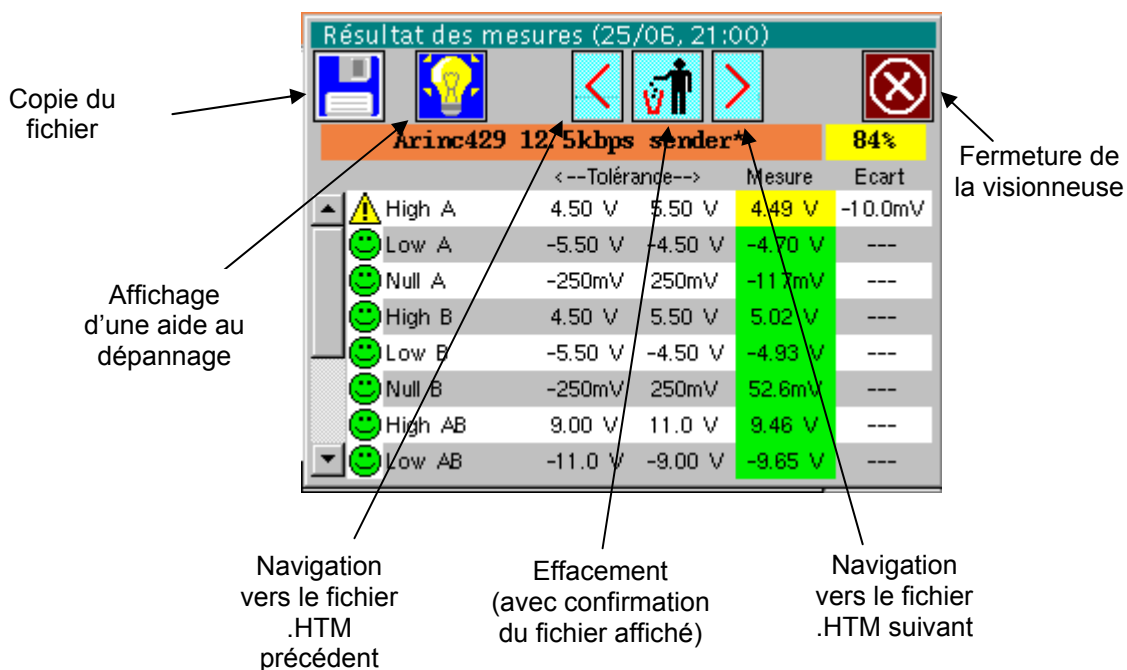 Résultat des mesures (25/06, 21:00)
Copie du
fichier
Arinc429 12.5kbps sender* 84%
Fermeture de
la visionneuse
<--Tolérance--> Mesure Ecart
High A 4.50 V 5.50 V 4.49 V -10.0mV
Low A -5.50 V -4.50 V -4.70 V ---
Null A -250mV 250mV -117mV ---
High B 4.50 V 5.50 V 5.02 V ---
Low B -5.50 V -4.50 V -4.93 V ---
Null B -250mV 250mV 52.6mV ---
High AB 9.00 V 11.0 V 9.46 V ---
Low AB -11.0 V -9.00 V -9.65 V ---
Affichage
d’une aide au
dépannage
Navigation
vers le fichier
.HTM
précédent
Effacement
(avec confirmation
du fichier affiché)
Navigation
vers le fichier
.HTM suivant